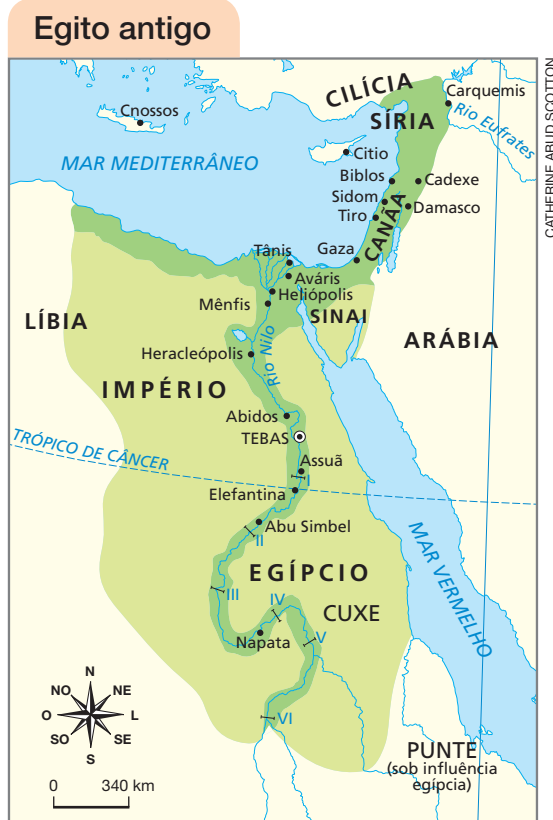 Egito antigo
CATHERINE ABUD SCOTTON
CILÍCIA
Carquemis
Cnossos
SÍRIA
Rio Eufrates
MAR MEDITERRÂNEO
Citio
Biblos
Cadexe
Sidom
Damasco
Tiro
CANÃA
Tânis
Gaza
Aváris
Heliópolis
Mênfis
SINAI
LÍBIA
ARÁBIA
Heracleópolis
Rio Nilo
IMPÉRIO
Abidos
TEBAS
TRÓPICO DE CÂNCER
Assuã
I
Elefantina
Abu Simbel
II
MAR VERMELHO
EGÍPCIO
III
IV
CUXE
V
Napata
VI
N
NO
NE
O
L
SO
SE
S
PUNTE
(sob influência
egípcia)
0
340 km